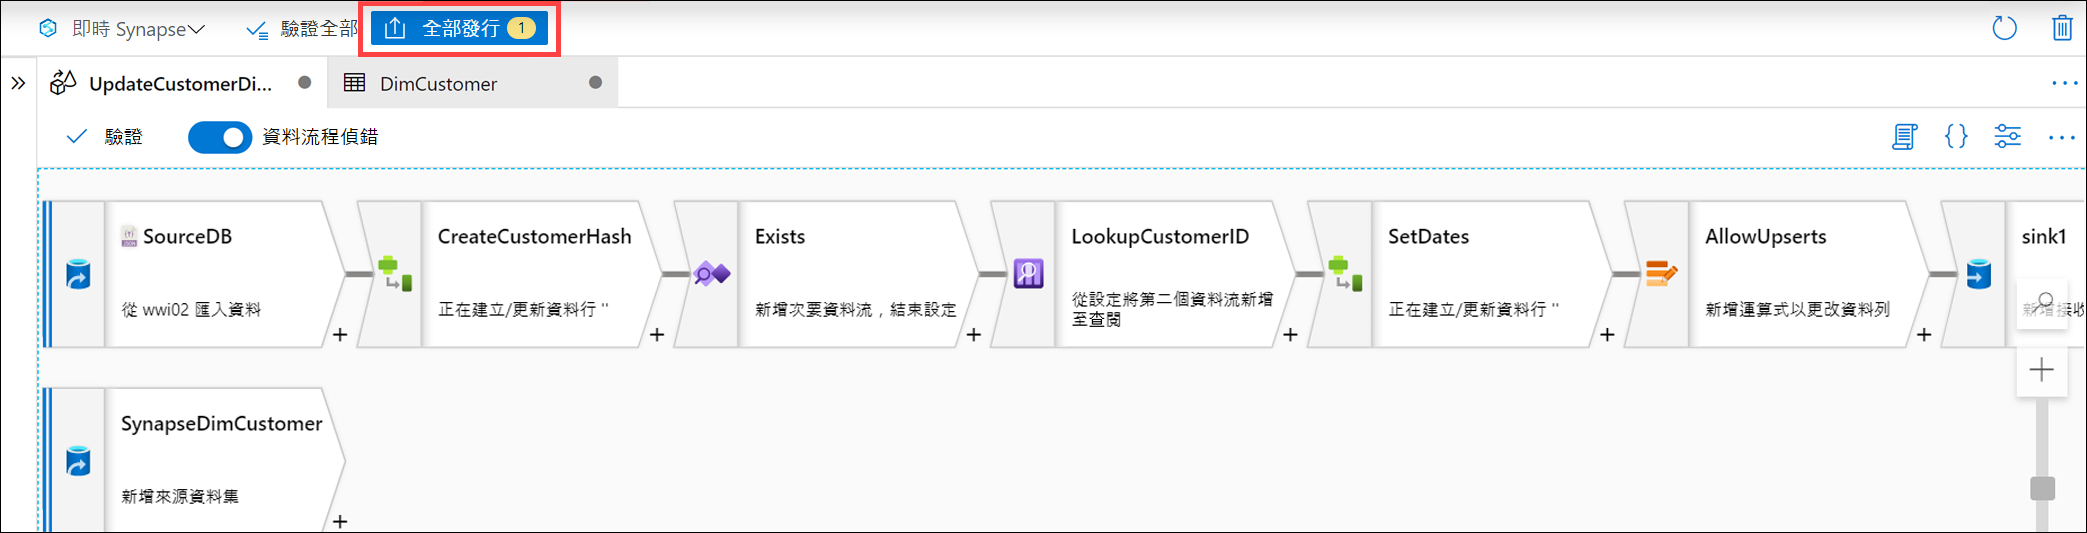 即時 Synapse
驗證全部
全部發行 1
UpdateCustomerDi...
DimCustomer
驗證
資料流程偵錯
SourceDB
從 wwi02 匯入資料
CreateCustomerHash
正在建立/更新資料行 ''
Exists
新增次要資料流，結束設定
LookupCustomerID
從設定將第二個資料流新增
至查閱
SetDates
正在建立/更新資料行 ''
AllowUpserts
新增運算式以更改資料列
sink1
新增接收
SynapseDimCustomer
新增來源資料集